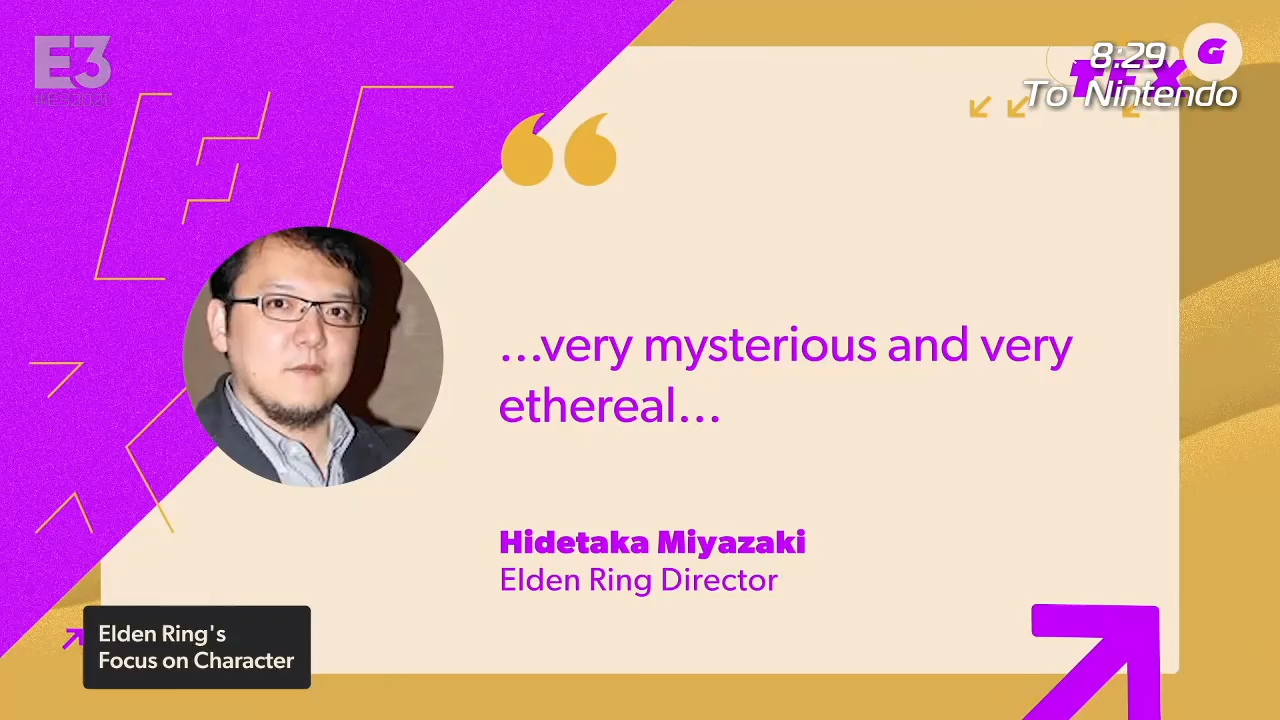 E3
#E32021
8:29
G
To Nintendo
“
…very mysterious and very
ethereal…
Hidetaka Miyazaki
Elden Ring Director
Elden Ring's
Focus on Character